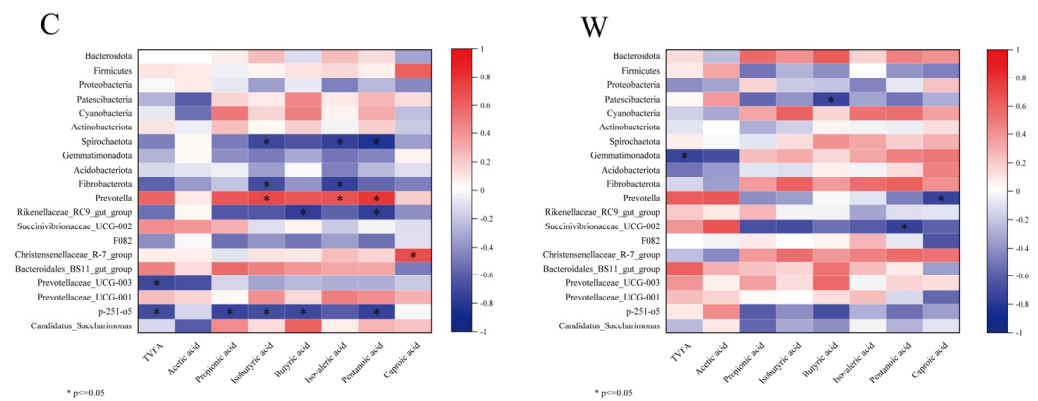 C
Bacteroidota
Firmicutes
Proteobacteria
Patescibacteria
Cyanobacteria
Actinobacteriota
Spirochaetota
Gemmatimonadota
Acidobacteriota
Fibrobacterota
Prevotella
Rikenellaceae_RC9_gut_group
Succinivibrionaceae_UCG-002
F082
Christensenellaceae_R-7_group
Bacteroidales_BS11_gut_group
Prevotellaceae_UCG-003
Prevotellaceae_UCG-001
p-251-o5
Candidatus_Saccharimonas
TVFA
Acetic acid
Propionic acid
Isobutyric acid
Butyric acid
Iso-valeric acid
Pentanoic acid
Caproic acid
1
0.8
0.6
0.4
0.2
0
-0.2
-0.4
-0.6
-0.8
-1
* p<=0.05
W
Bacteroidota
Firmicutes
Proteobacteria
Patescibacteria
Cyanobacteria
Actinobacteriota
Spirochaetota
Gemmatimonadota
Acidobacteriota
Fibrobacterota
Prevotella
Rikenellaceae_RC9_gut_group
Succinivibrionaceae_UCG-002
F082
Christensenellaceae_R-7_group
Bacteroidales_BS11_gut_group
Prevotellaceae_UCG-003
Prevotellaceae_UCG-001
p-251-o5
Candidatus_Saccharimonas
TVFA
Acetic acid
Propionic acid
Isobutyric acid
Butyric acid
Iso-valeric acid
Pentanoic acid
Caproic acid
1
0.8
0.6
0.4
0.2
0
-0.2
-0.4
-0.6
-0.8
-1
* p<=0.05